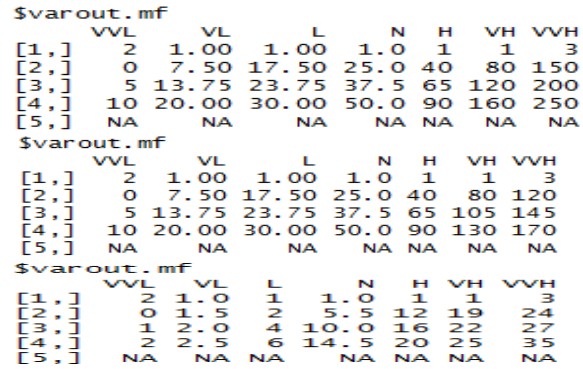 $varout.mf
VVL VL L N H VH VVH
[1,] 2 1.00 1.00 1.0 1 1 3
[2,] 0 7.50 17.50 25.0 40 80 150
[3,] 5 13.75 23.75 37.5 65 120 200
[4,] 10 20.00 30.00 50.0 90 160 250
[5,] NA NA NA NA NA NA NA
$varout.mf
VVL VL L N H VH VVH
[1,] 2 1.00 1.00 1.0 1 1 3
[2,] 0 7.50 17.50 25.0 40 80 120
[3,] 5 13.75 23.75 37.5 65 105 145
[4,] 10 20.00 30.00 50.0 90 130 170
[5,] NA NA NA NA NA NA NA
$varout.mf
VVL VL L N H VH VVH
[1,] 2 1.0 1 1.0 1 1 3
[2,] 0 1.5 2 5.5 12 19 24
[3,] 1 2.0 4 10.0 16 22 27
[4,] 2 2.5 6 14.5 20 25 35
[5,] NA NA NA NA NA NA NA